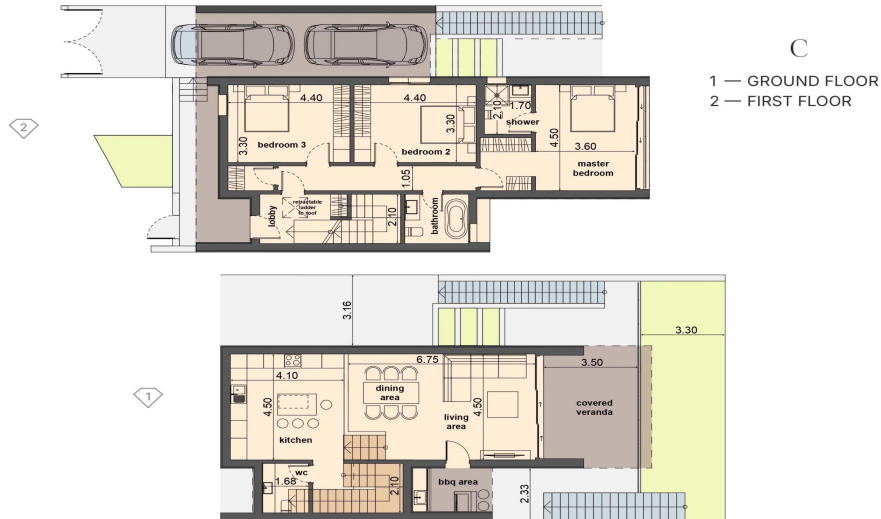 C
1 — GROUND FLOOR
2 — FIRST FLOOR
2
4.40
4.40
3.30
3.30
bedroom 3
bedroom 2
2.10
1.70
shower
4.50
3.60
master
bedroom
1.05
lobby
retractable
ladder
to roof
2.10
bathroom
1
3.16
3.30
4.10
6.75
3.50
4.50
dining
area
living
area
4.50
covered
veranda
kitchen
wc
1.68
2.10
bbq area
2.33